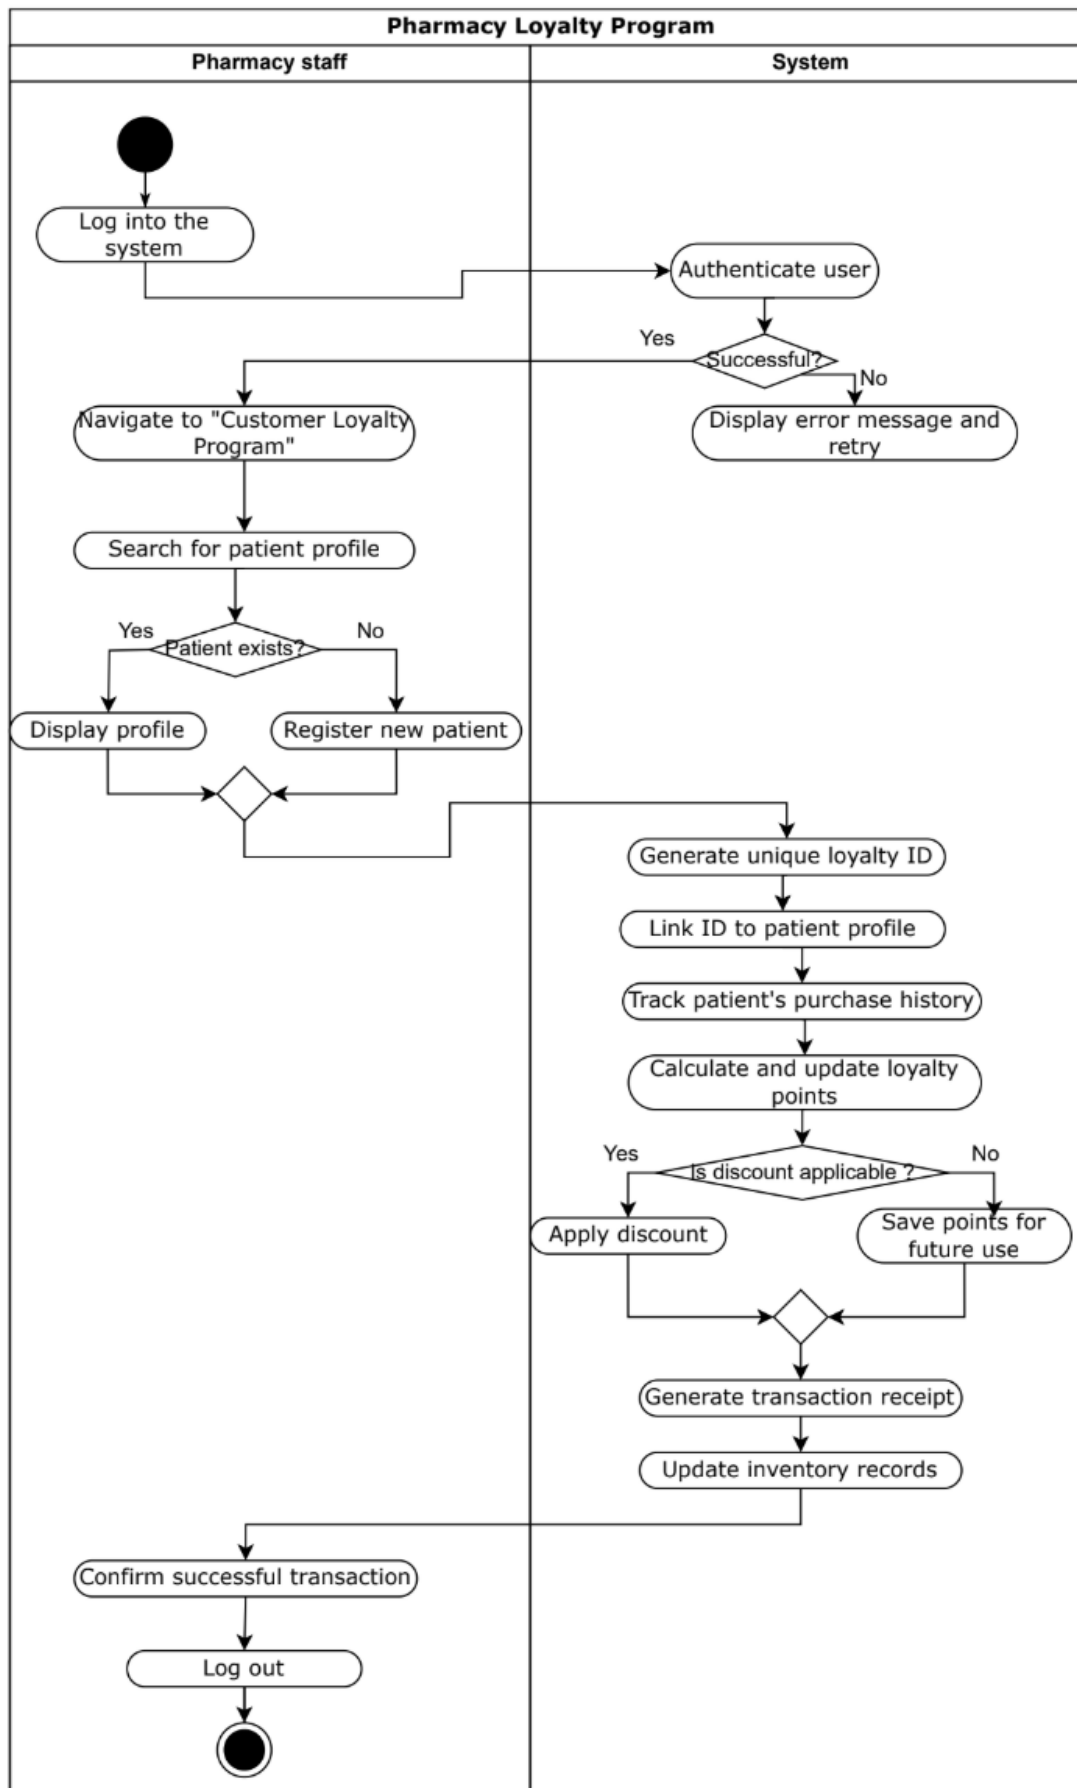 Pharmacy Loyalty Program
Pharmacy staff
System
Log into the
system
Authenticate user
Yes
Successful?
No
Navigate to "Customer Loyalty
Program"
Display error message and
retry
Search for patient profile
Yes
Patient exists?
No
Display profile
Register new patient
Generate unique loyalty ID
Link ID to patient profile
Track patient's purchase history
Calculate and update loyalty
points
Yes
Is discount applicable ?
No
Apply discount
Save points for
future use
Generate transaction receipt
Update inventory records
Confirm successful transaction
Log out